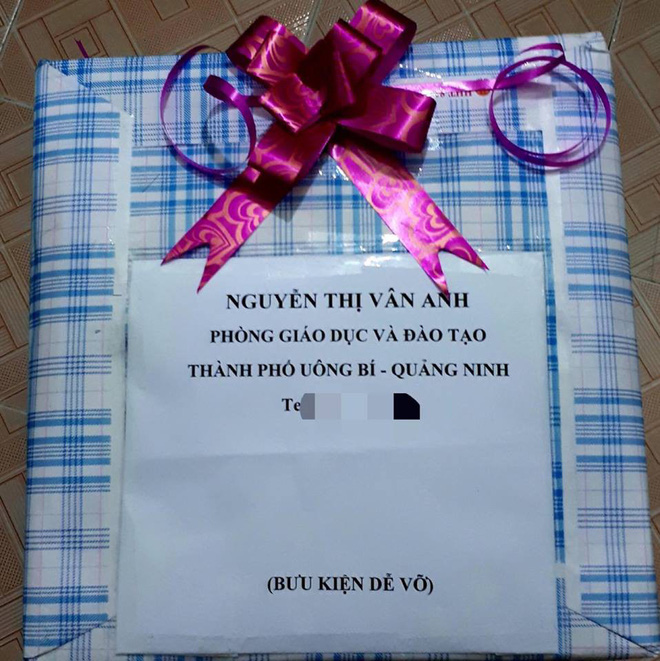 NGUYỄN THỊ VÂN ANH
PHÒNG GIÁO DỤC VÀ ĐÀO TẠO
THÀNH PHỐ UÔNG BÍ - QUẢNG NINH
Te
(BƯU KIỆN DỄ VỠ)